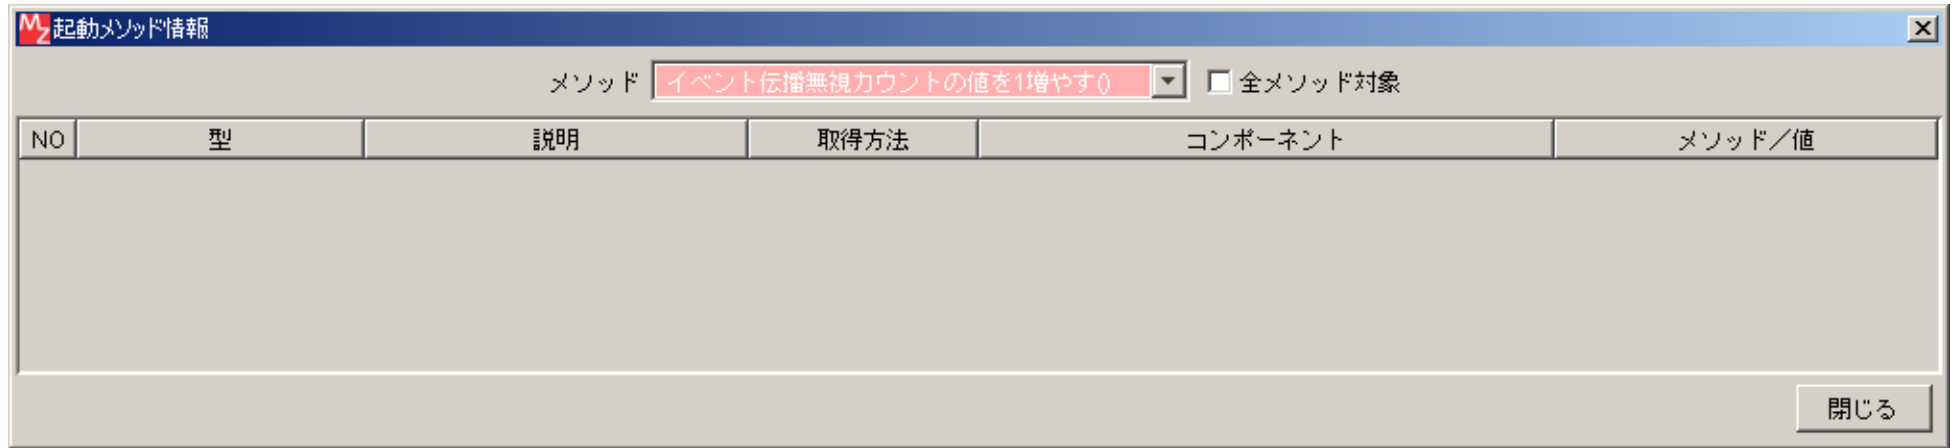 MZ 起動メソッド情報
メソッド イベント伝播無視カウントの値を1増やす() 全メソッド対象
NO 型 説明 取得方法 コンポーネント メソッド／値
閉じる